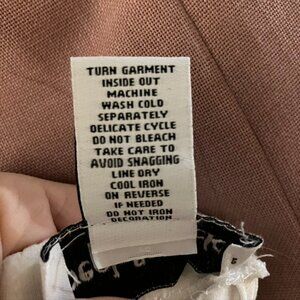 TURN GARMENT
INSIDE OUT
MACHINE
WASH COLD
SEPARATELY
DELICATE CYCLE
DO NOT BLEACH
TAKE CARE TO
AVOID SNAGGING
LINE DRY
COOL IRON
ON REVERSE
IF NEEDED
DO NOT IRON
DECORATION